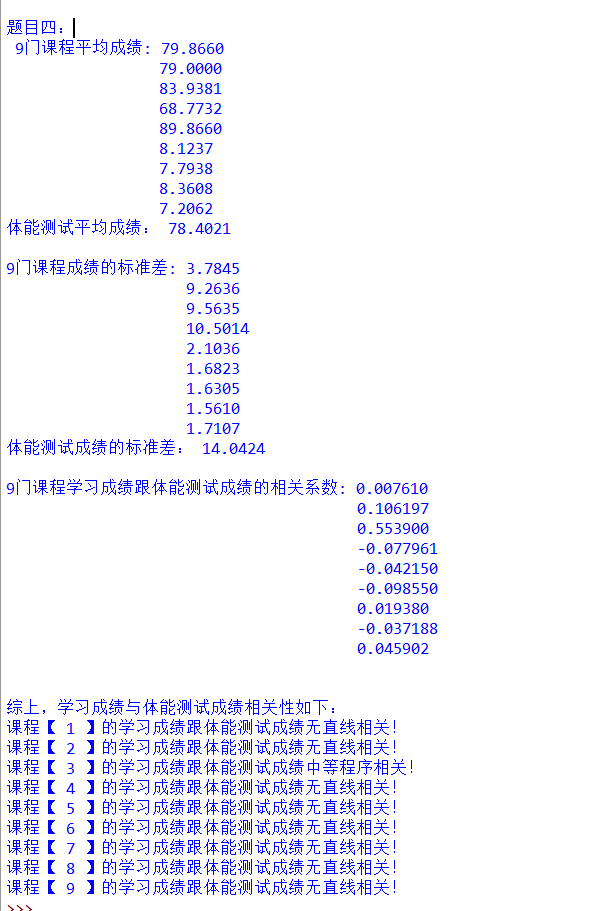 题目四：
9门课程平均成绩: 79.8660
79.0000
83.9381
68.7732
89.8660
8.1237
7.7938
8.3608
7.2062
体能测试平均成绩： 78.4021
9门课程成绩的标准差: 3.7845
9.2636
9.5635
10.5014
2.1036
1.6823
1.6305
1.5610
1.7107
体能测试成绩的标准差： 14.0424
9门课程学习成绩跟体能测试成绩的相关系数: 0.007610
0.106197
0.553900
-0.077961
-0.042150
-0.098550
0.019380
-0.037188
0.045902
综上，学习成绩与体能测试成绩相关性如下：
课程【 1 】的学习成绩跟体能测试成绩无直线相关！
课程【 2 】的学习成绩跟体能测试成绩无直线相关！
课程【 3 】的学习成绩跟体能测试成绩中等程序相关！
课程【 4 】的学习成绩跟体能测试成绩无直线相关！
课程【 5 】的学习成绩跟体能测试成绩无直线相关！
课程【 6 】的学习成绩跟体能测试成绩无直线相关！
课程【 7 】的学习成绩跟体能测试成绩无直线相关！
课程【 8 】的学习成绩跟体能测试成绩无直线相关！
课程【 9 】的学习成绩跟体能测试成绩无直线相关！
>>>